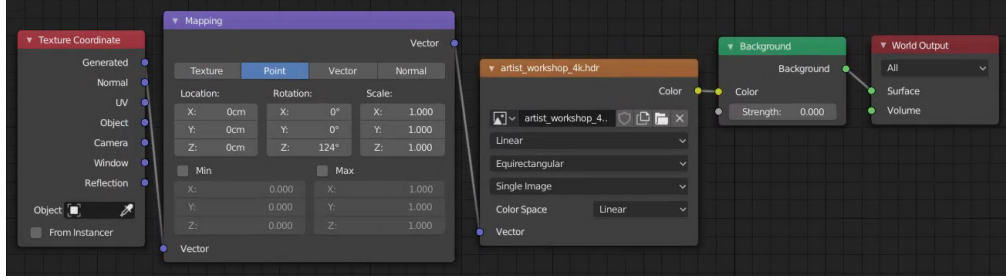 Texture Coordinate
Generated
Normal
UV
Object
Camera
Window
Reflection
Object
From Instancer
Mapping
Vector
Texture Point Vector Normal
Location: Rotation: Scale:
X: 0cm X: 0° X: 1.000
Y: 0cm Y: 0° Y: 1.000
Z: 0cm Z: 124° Z: 1.000
Min Max
X: 0.000 X: 1.000
Y: 0.000 Y: 1.000
Z: 0.000 Z: 1.000
Vector
artist_workshop_4k.hdr
Color
artist_workshop_4..
Linear
Equirectangular
Single Image
Color Space Linear
Vector
Background
Background
Color
Strength: 0.000
World Output
All
Surface
Volume